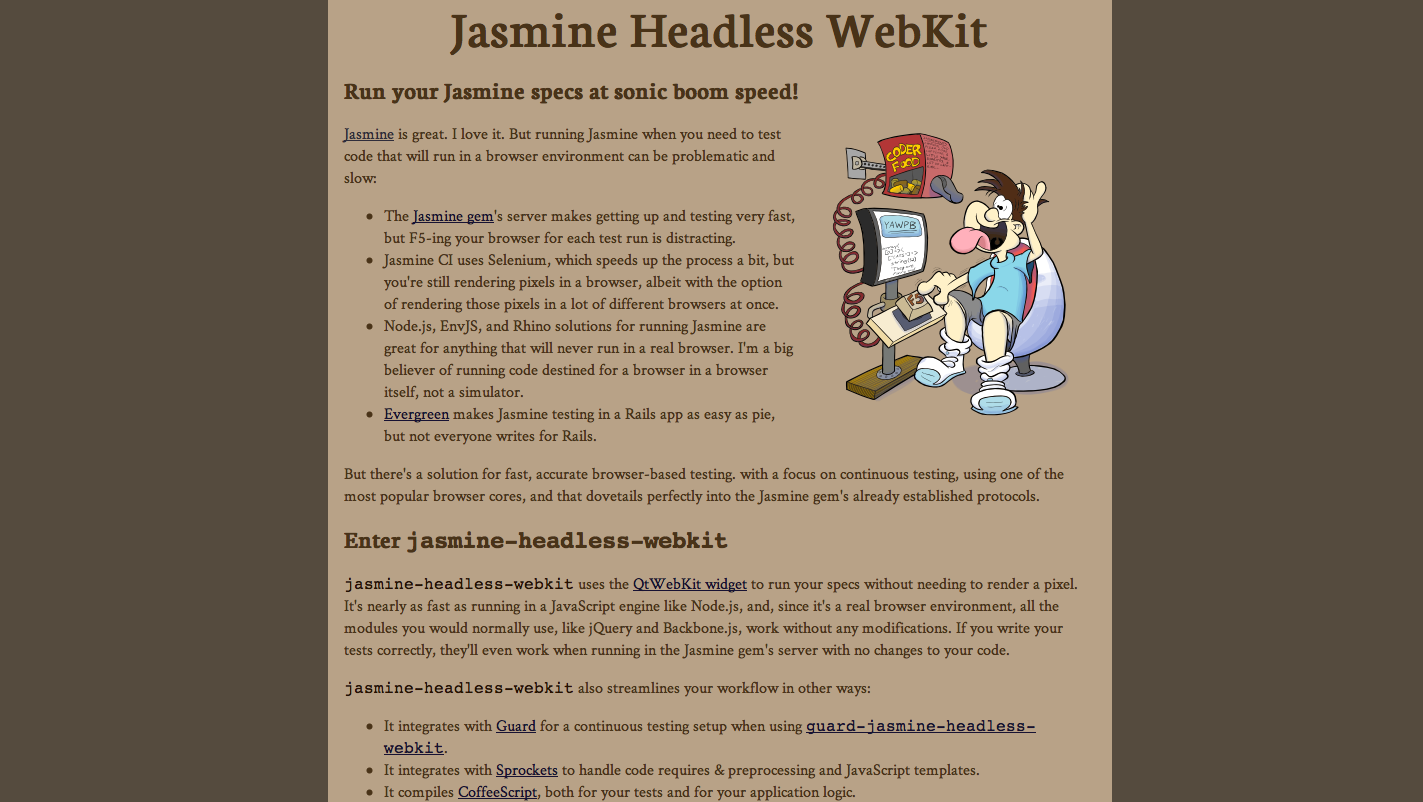 Jasmine Headless WebKit
Run your Jasmine specs at sonic boom speed!
Jasmine is great. I love it. But running Jasmine when you need to test
code that will run in a browser environment can be problematic and
slow:
• The Jasmine gem's server makes getting up and testing very fast,
but F5-ing your browser for each test run is distracting.
• Jasmine CI uses Selenium, which speeds up the process a bit, but
you're still rendering pixels in a browser, albeit with the option
of rendering those pixels in a lot of different browsers at once.
• Node.js, EnvJS, and Rhino solutions for running Jasmine are
great for anything that will never run in a real browser. I'm a big
believer of running code destined for a browser in a browser
itself, not a simulator.
• Evergreen makes Jasmine testing in a Rails app as easy as pie,
but not everyone writes for Rails.
CODER
FOOD
YAWPB
F5
But there's a solution for fast, accurate browser-based testing. with a focus on continuous testing, using one of the
most popular browser cores, and that dovetails perfectly into the Jasmine gem's already established protocols.
Enter jasmine-headless-webkit
jasmine-headless-webkit uses the QtWebKit widget to run your specs without needing to render a pixel.
It's nearly as fast as running in a JavaScript engine like Node.js, and, since it's a real browser environment, all the
modules you would normally use, like jQuery and Backbone.js, work without any modifications. If you write your
tests correctly, they'll even work when running in the Jasmine gem's server with no changes to your code.
jasmine-headless-webkit also streamlines your workflow in other ways:
• It integrates with Guard for a continuous testing setup when using guard-jasmine-headless-
webkit.
• It integrates with Sprockets to handle code requires & preprocessing and JavaScript templates.
• It compiles CoffeeScript, both for your tests and for your application logic.